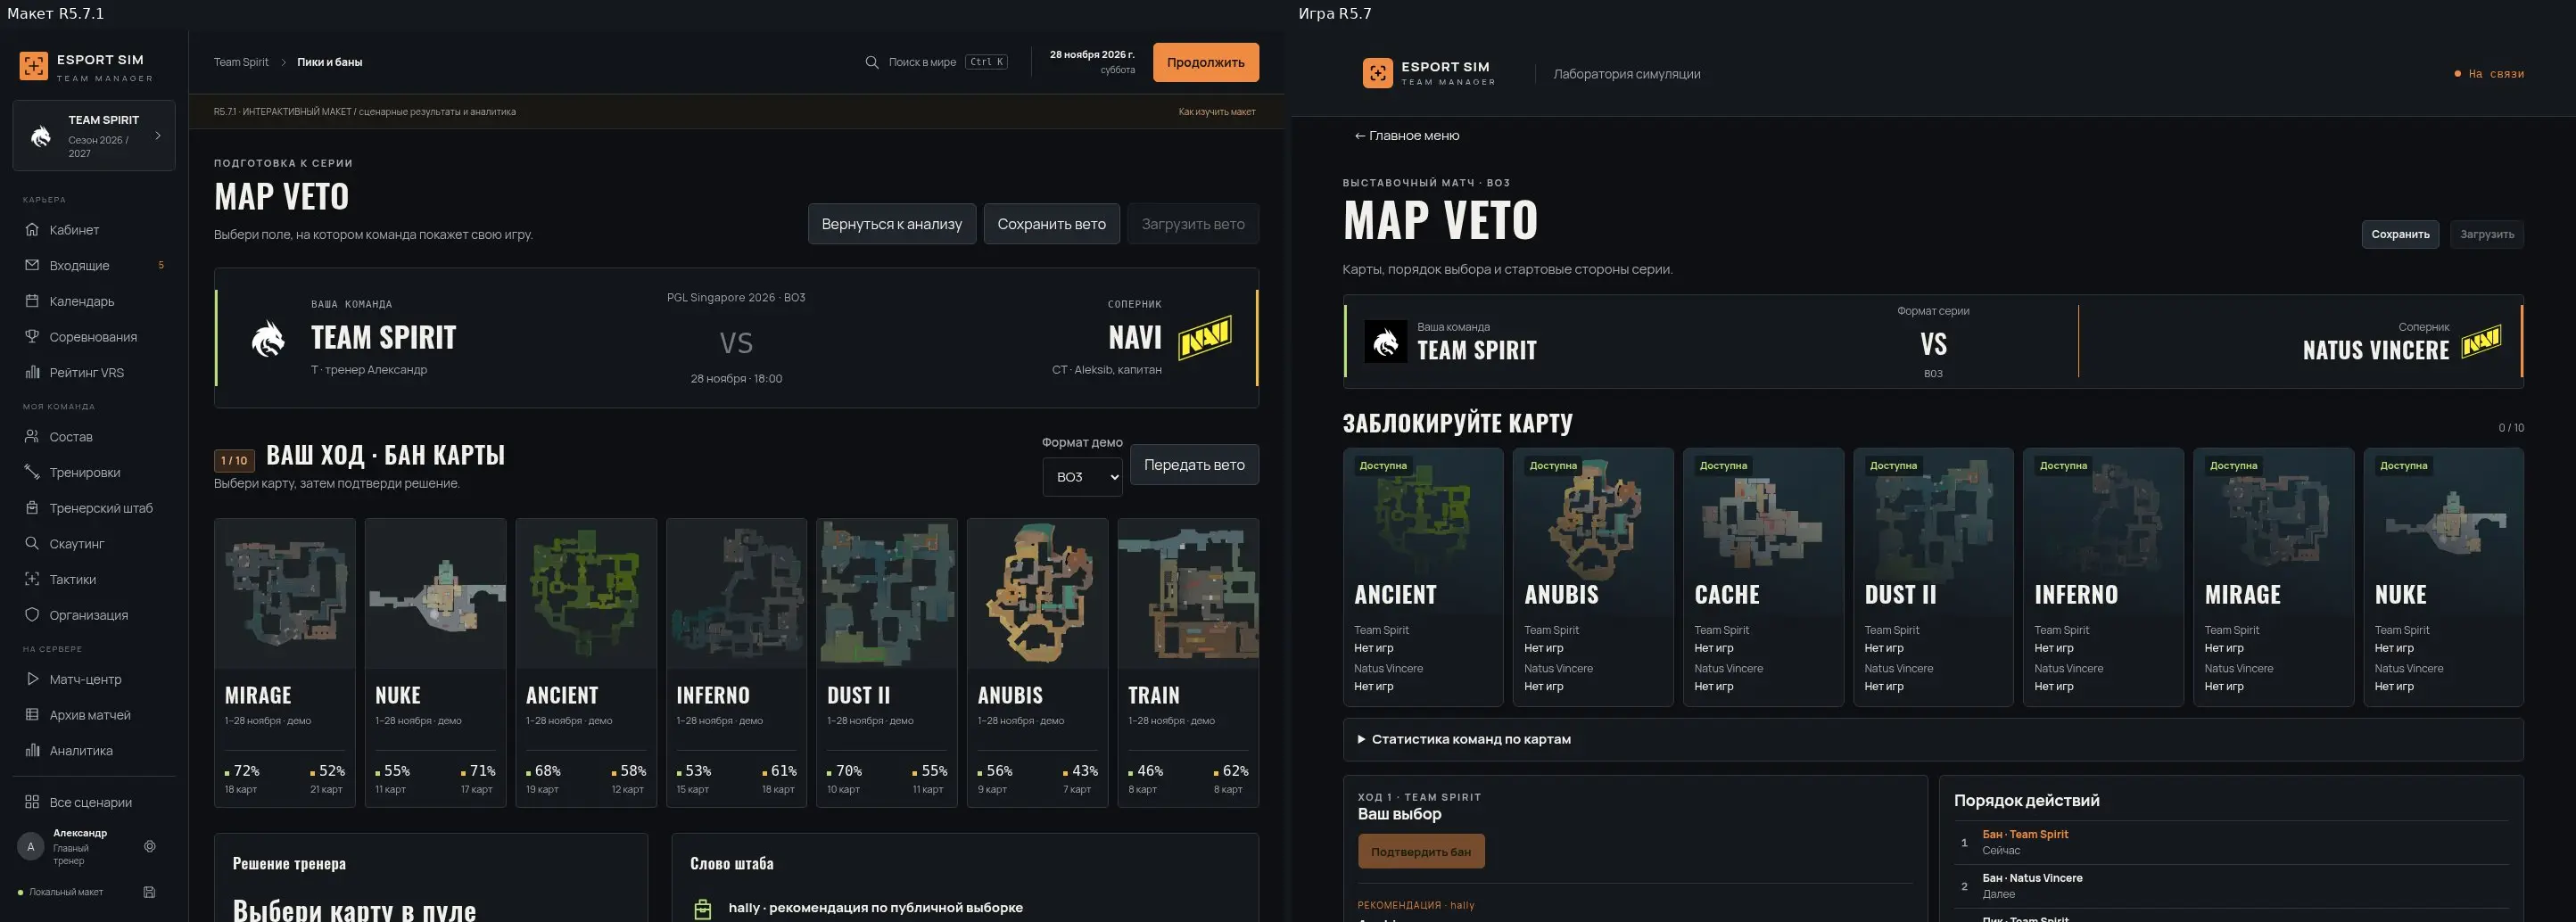 Макет R5.7.1
ESPORT SIM
TEAM MANAGER
TEAM SPIRIT
Сезон 2026 /
2027
КАРЬЕРА
Кабинет
Входящие 5
Календарь
Соревнования
Рейтинг VRS
МОЯ КОМАНДА
Состав
Тренировки
Тренерский штаб
Скаутинг
Тактики
Организация
НА СЕРВЕРЕ
Матч-центр
Архив матчей
Аналитика
Все сценарии
А
Александр
Главный
тренер
Локальный макет
Team Spirit > Пики и баны
Поиск в мире Ctrl K
28 ноября 2026 г.
суббота
Продолжить
R5.7.1 · ИНТЕРАКТИВНЫЙ МАКЕТ / сценарные результаты и аналитика
Как изучить макет
ПОДГОТОВКА К СЕРИИ
MAP VETO
Выбери поле, на котором команда покажет свою игру.
Вернуться к анализу
Сохранить вето
Загрузить вето
ВАША КОМАНДА
TEAM SPIRIT
T · тренер Александр
PGL Singapore 2026 · BO3
VS
28 ноября · 18:00
СОПЕРНИК
NAVI
CT · Aleksib, капитан
NAVI
1 / 10 ВАШ ХОД · БАН КАРТЫ
Выбери карту, затем подтверди решение.
Формат демо
BO3
Передать вето
MIRAGE
1–28 ноября · демо
72% 52%
18 карт 21 карт
NUKE
1–28 ноября · демо
55% 71%
11 карт 17 карт
ANCIENT
1–28 ноября · демо
68% 58%
19 карт 12 карт
INFERNO
1–28 ноября · демо
53% 61%
15 карт 18 карт
DUST II
1–28 ноября · демо
70% 55%
10 карт 11 карт
ANUBIS
1–28 ноября · демо
56% 43%
9 карт 7 карт
TRAIN
1–28 ноября · демо
46% 62%
8 карт 8 карт
Решение тренера
Выбери карту в пуле
Слово штаба
hally · рекомендация по публичной выборке
Игра R5.7
ESPORT SIM
TEAM MANAGER
Лаборатория симуляции
На связи
← Главное меню
ВЫСТАВОЧНЫЙ МАТЧ · BO3
MAP VETO
Карты, порядок выбора и стартовые стороны серии.
Сохранить
Загрузить
Ваша команда
TEAM SPIRIT
Формат серии
VS
BO3
Соперник
NATUS VINCERE
NAVI
ЗАБЛОКИРУЙТЕ КАРТУ
0 / 10
Доступна
ANCIENT
Team Spirit
Нет игр
Natus Vincere
Нет игр
Доступна
ANUBIS
Team Spirit
Нет игр
Natus Vincere
Нет игр
Доступна
CACHE
Team Spirit
Нет игр
Natus Vincere
Нет игр
Доступна
DUST II
Team Spirit
Нет игр
Natus Vincere
Нет игр
Доступна
INFERNO
Team Spirit
Нет игр
Natus Vincere
Нет игр
Доступна
MIRAGE
Team Spirit
Нет игр
Natus Vincere
Нет игр
Доступна
NUKE
Team Spirit
Нет игр
Natus Vincere
Нет игр
Статистика команд по картам
ХОД 1 · TEAM SPIRIT
Ваш выбор
Подтвердить бан
РЕКОМЕНДАЦИЯ · hally
Порядок действий
1 Бан · Team Spirit
Сейчас
2 Бан · Natus Vincere
Далее
Пик · Team Spirit